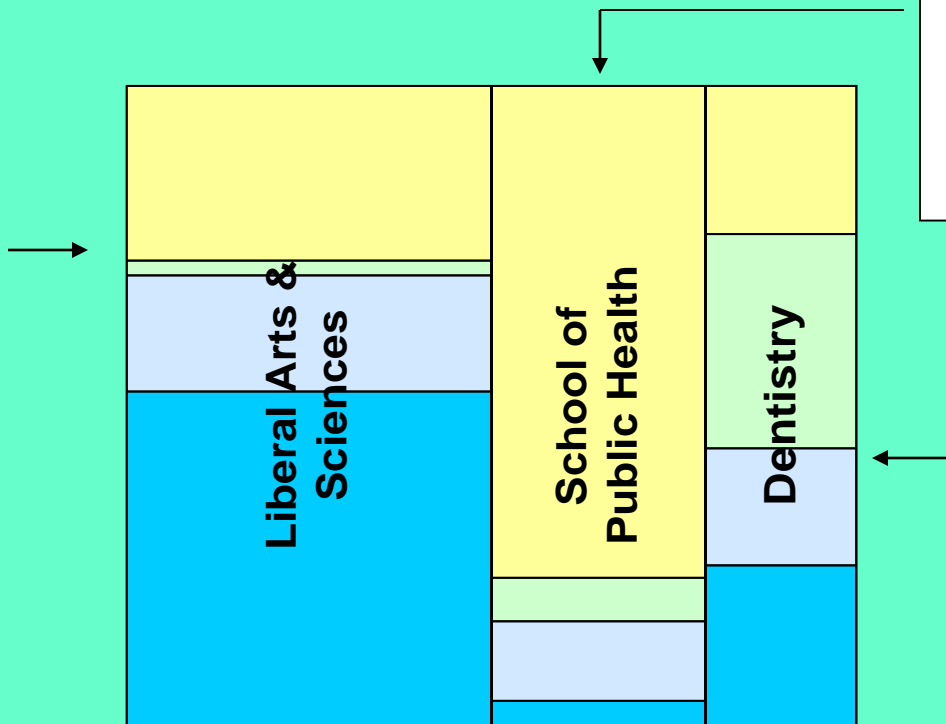 Liberal Arts &
Sciences
School of
Public Health
Dentistry